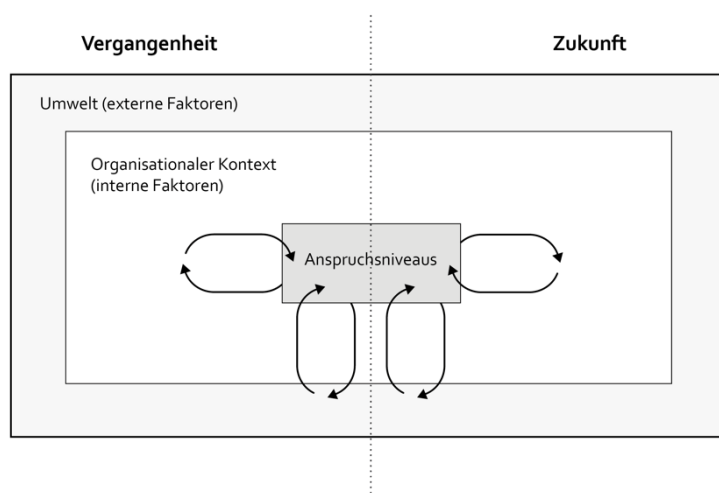 Vergangenheit
Zukunft
Umwelt (externe Faktoren)
Organisationaler Kontext
(interne Faktoren)
Anspruchsniveaus